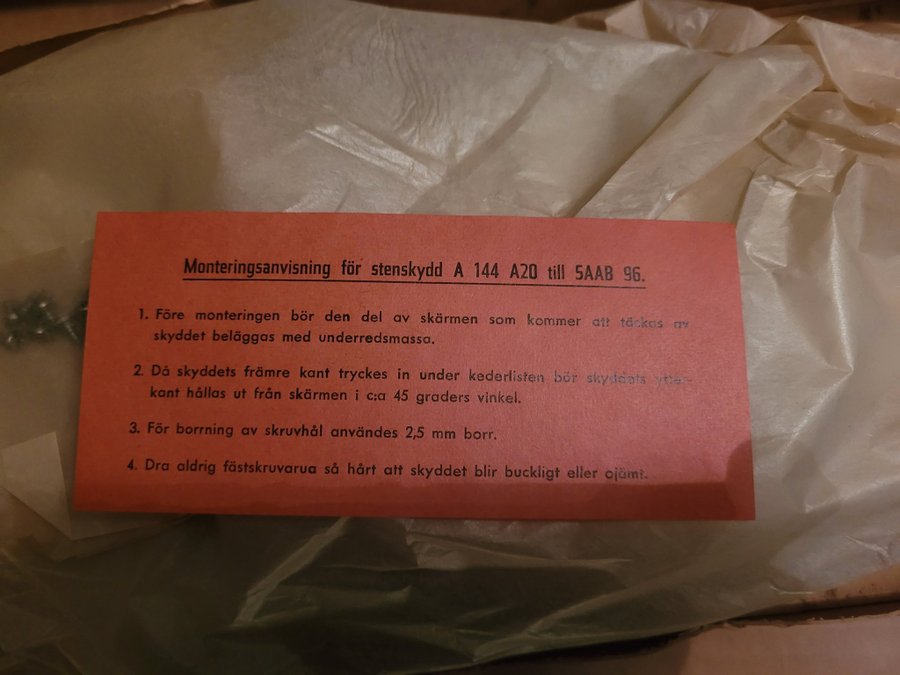 Monteringsanvisning för stenskydd A 144 A20 till SAAB 96.
1. Före monteringen bör den del av skärmen som kommer att täckas av
skyddet beläggas med underredsmassa.
2. Då skyddets främre kant tryckes in under kederlisten bör skyddets ytter-
kant hållas ut från skärmen i c:a 45 graders vinkel.
3. För borrning av skruvhål användes 2,5 mm borr.
4. Dra aldrig fästskruvarua så hårt att skyddet blir buckligt eller ojämt.